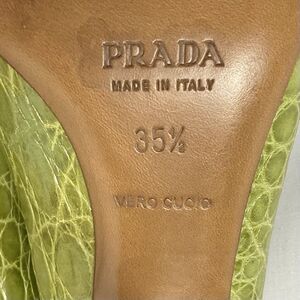 PRADA
MADE IN ITALY
35½
VERO CUOIO